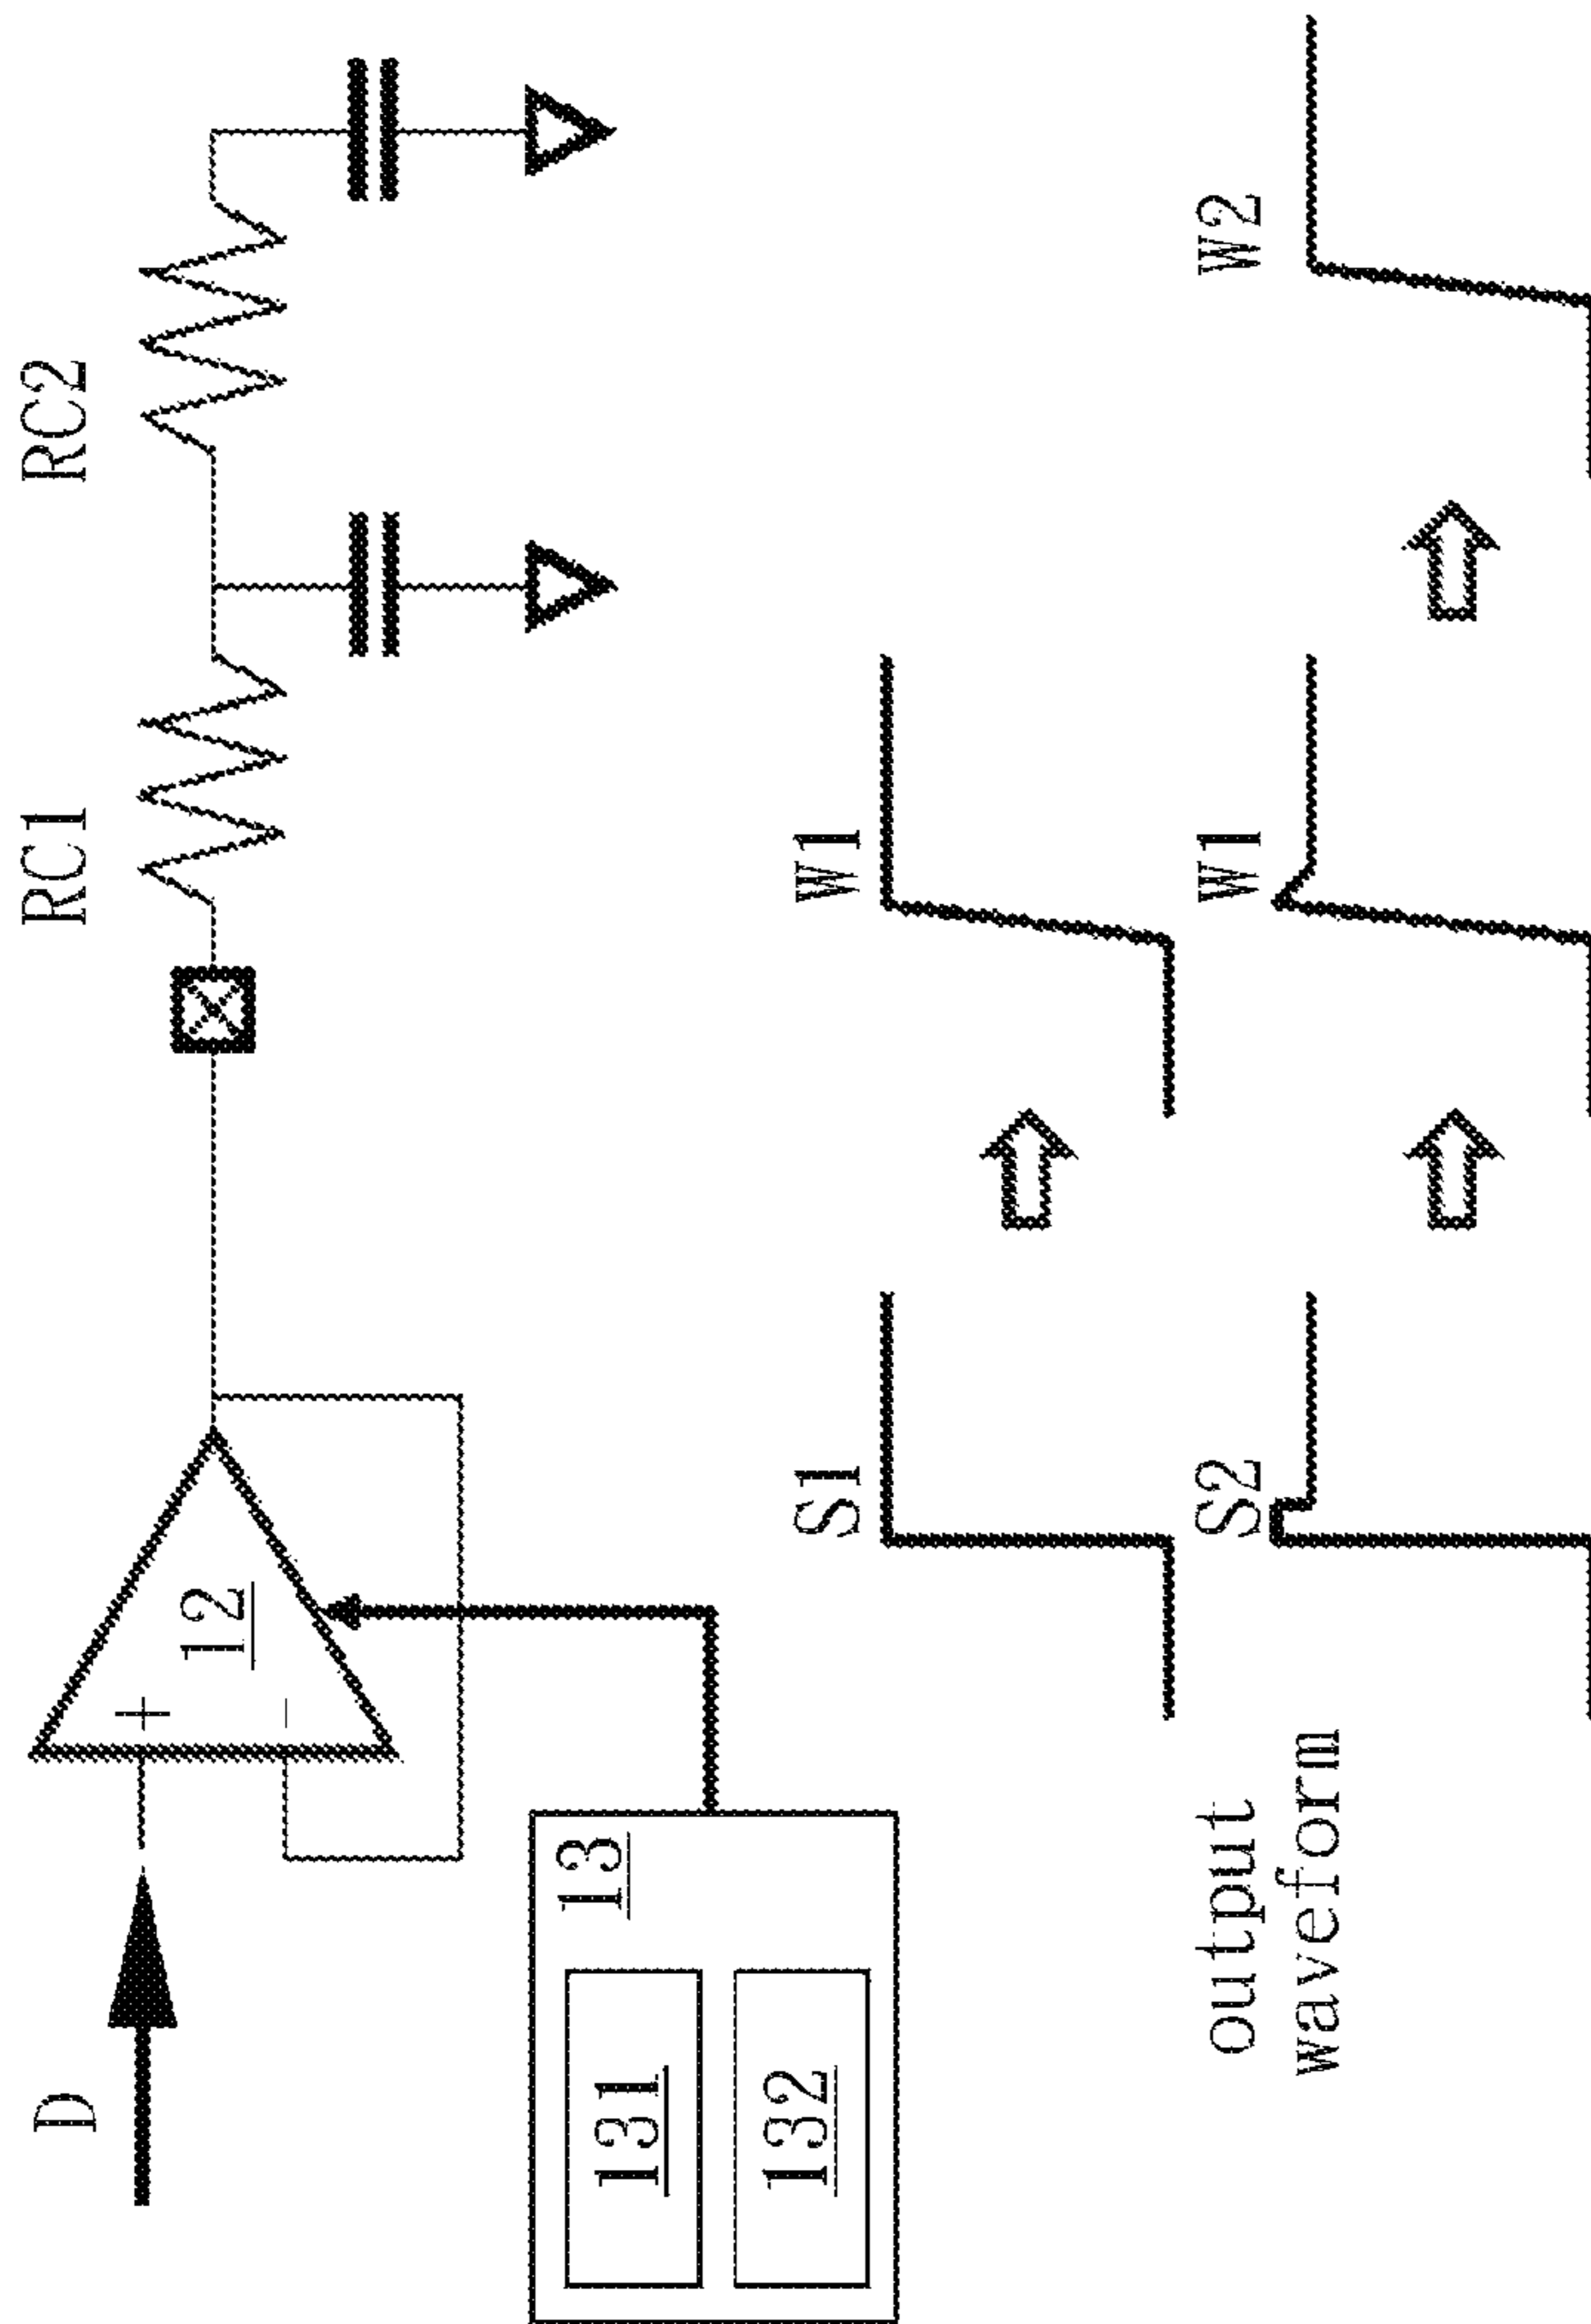 D
+
-
12
RC1
RC2
13
131
132
S1
W1
output
waveform
S2
W1
W2